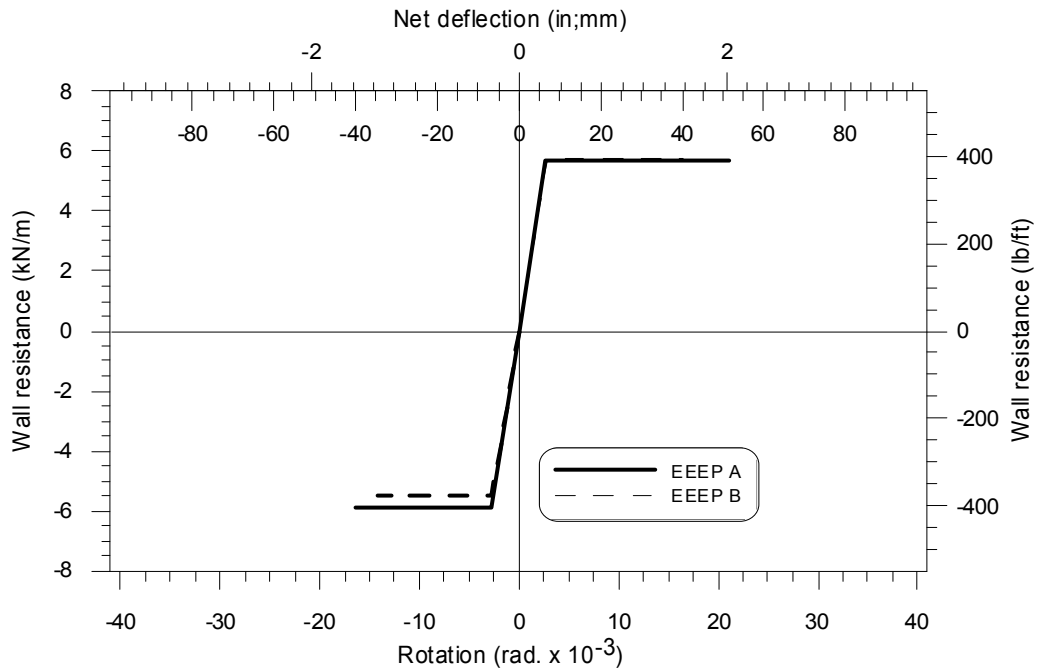 Net deflection (in;mm)
-2 0 2
8
-80 -60 -40 -20 0 20 40 60 80
6
4
2
0
-2
-4
-6
-8
Wall resistance (kN/m)
400
200
0
-200
-400
Wall resistance (lb/ft)
EEEP A
EEEP B
-40 -30 -20 -10 0 10 20 30 40
Rotation (rad. x 10-3)